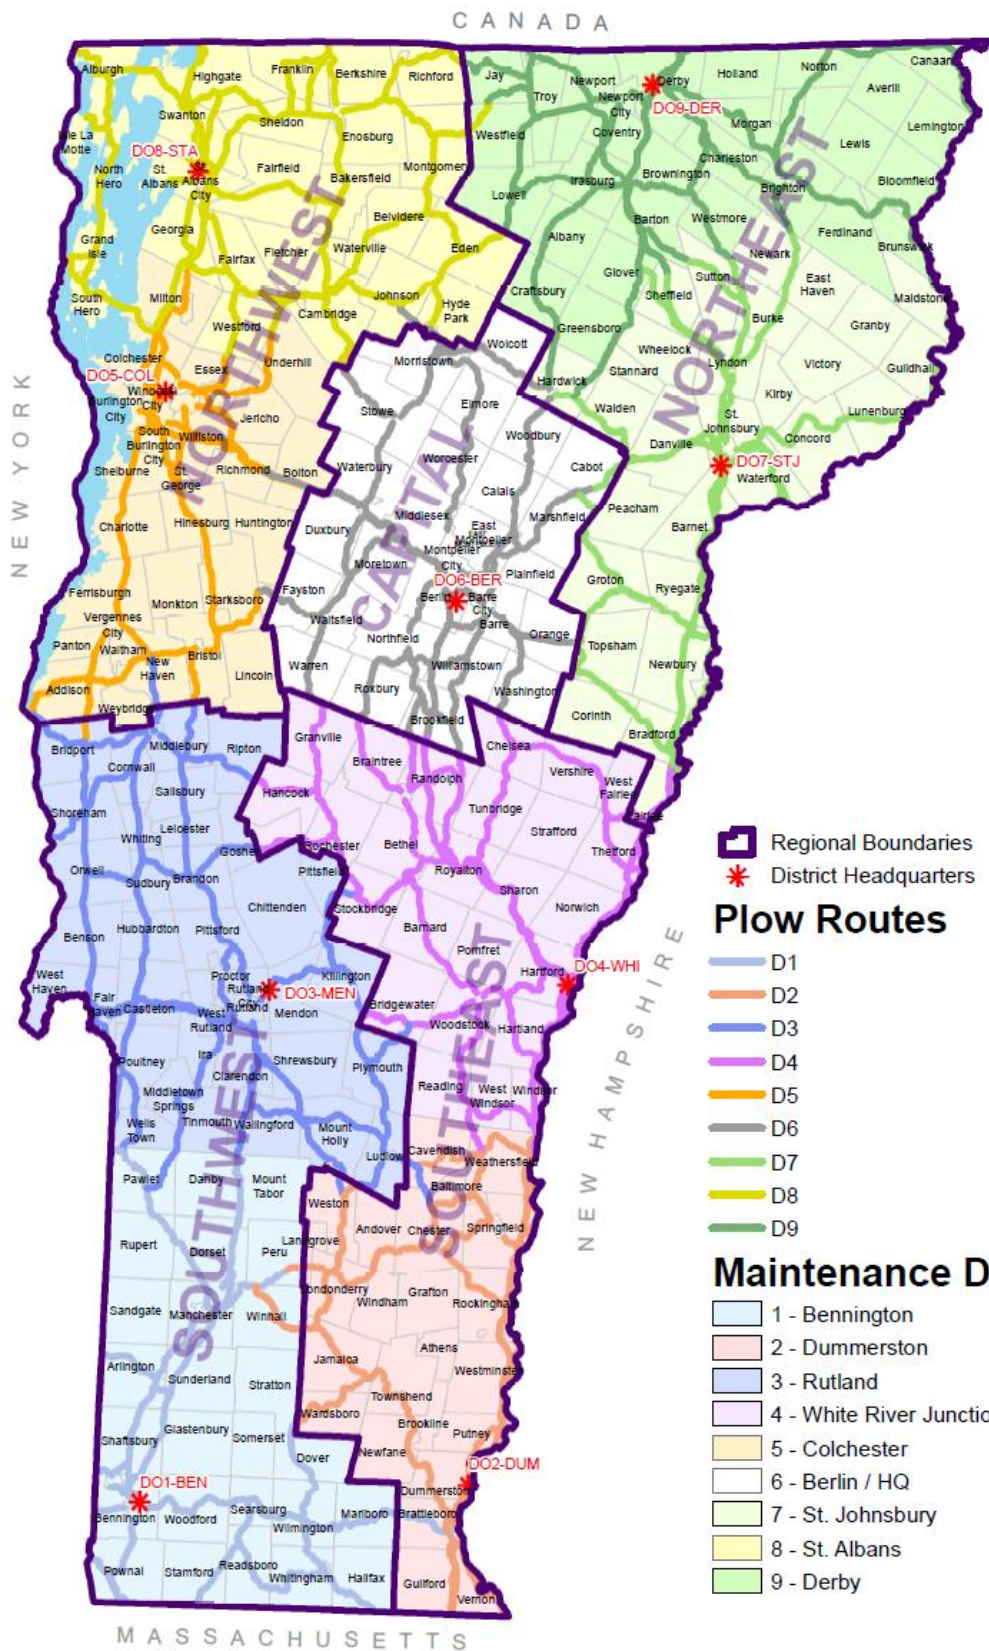 CANADA
NEW YORK
NEW HAMPSHIRE
MASSACHUSETTS
NORTHWEST
NORTHEAST
CAPITAL
SOUTHWEST
SOUTHEAST
Alburgh
Highgate
Franklin
Berkshire
Richford
Swanton
Sheldon
Enosburg
Isle La
Motte
DO8-STA
North
Hero
St.
Albans
St.
Albans
City
Fairfield
Bakersfield
Montgomery
Georgia
Belvidere
Grand
Isle
Fairfax
Fletcher
Waterville
Eden
South
Hero
Milton
Johnson
Hyde
Park
Westford
Cambridge
Colchester
Underhill
DO5-COL
Essex
Winooski
City
Burlington
City
Jericho
South
Burlington
City
Williston
Shelburne
St.
George
Richmond
Bolton
Charlotte
Hinesburg
Huntington
Ferrisburgh
Monkton
Starksboro
Vergennes
City
Panton
Waltham
New
Haven
Bristol
Lincoln
Addison
Weybridge
Jay
Newport
Derby
Holland
Norton
Canaan
Averill
Troy
Newport
City
DO9-DER
Morgan
Lemington
Westfield
Coventry
Charleston
Lewis
Lowell
Irasburg
Brownington
Brighton
Bloomfield
Albany
Barton
Westmore
Ferdinand
Brunswick
Newark
Glover
Sutton
East
Haven
Craftsbury
Sheffield
Maidstone
Greensboro
Burke
Granby
Wolcott
Wheelock
Lyndon
Victory
Guildhall
Hardwick
Stannard
Kirby
Walden
St.
Johnsbury
Lunenburg
Danville
Concord
DO7-STJ
Waterford
Peacham
Barnet
Groton
Ryegate
Topsham
Newbury
Corinth
Bradford
Morristown
Stowe
Elmore
Woodbury
Waterbury
Worcester
Cabot
Calais
Duxbury
Middlesex
East
Montpelier
Marshfield
Montpelier
City
Moretown
Plainfield
DO6-BER
Fayston
Berlin
Barre
City
Waitsfield
Barre
Northfield
Orange
Warren
Williamstown
Roxbury
Washington
Brookfield
Bridport
Middlebury
Ripton
Cornwall
Salisbury
Shoreham
Leicester
Whiting
Goshen
Orwell
Sudbury
Brandon
Chittenden
Benson
Hubbardton
Pittsford
West
Haven
Proctor
Rutland
City
Killington
DO3-MEN
Fair
Haven
Castleton
West
Rutland
Rutland
Mendon
Poultney
Ira
Shrewsbury
Plymouth
Clarendon
Middletown
Springs
Tinmouth
Wallingford
Mount
Holly
Wells
Town
Ludlow
Granville
Chelsea
Braintree
Randolph
Vershire
West
Fairlee
Hancock
Tunbridge
Strafford
Fairlee
Rochester
Bethel
Thetford
Pittsfield
Royalton
Sharon
Stockbridge
Norwich
Barnard
Pomfret
Hartford
DO4-WHI
Bridgewater
Woodstock
Hartland
Reading
West
Windsor
Windsor
Cavendish
Weathersfield
Baltimore
Pawlet
Danby
Mount
Tabor
Weston
Andover
Chester
Springfield
Rupert
Dorset
Peru
Landgrove
Londonderry
Grafton
Windham
Rockingham
Sandgate
Manchester
Winhall
Athens
Arlington
Jamaica
Westminster
Sunderland
Stratton
Townshend
Wardsboro
Brookline
Glastenbury
Putney
Shaftsbury
Somerset
Dover
Newfane
DO2-DUM
DO1-BEN
Dummerston
Bennington
Woodford
Searsburg
Marlboro
Brattleboro
Wilmington
Pownal
Stamford
Readsboro
Whitingham
Halifax
Guilford
Vernon
Regional Boundaries
District Headquarters
Plow Routes
D1
D2
D3
D4
D5
D6
D7
D8
D9
Maintenance D
1 - Bennington
2 - Dummerston
3 - Rutland
4 - White River Junctio
5 - Colchester
6 - Berlin / HQ
7 - St. Johnsbury
8 - St. Albans
9 - Derby